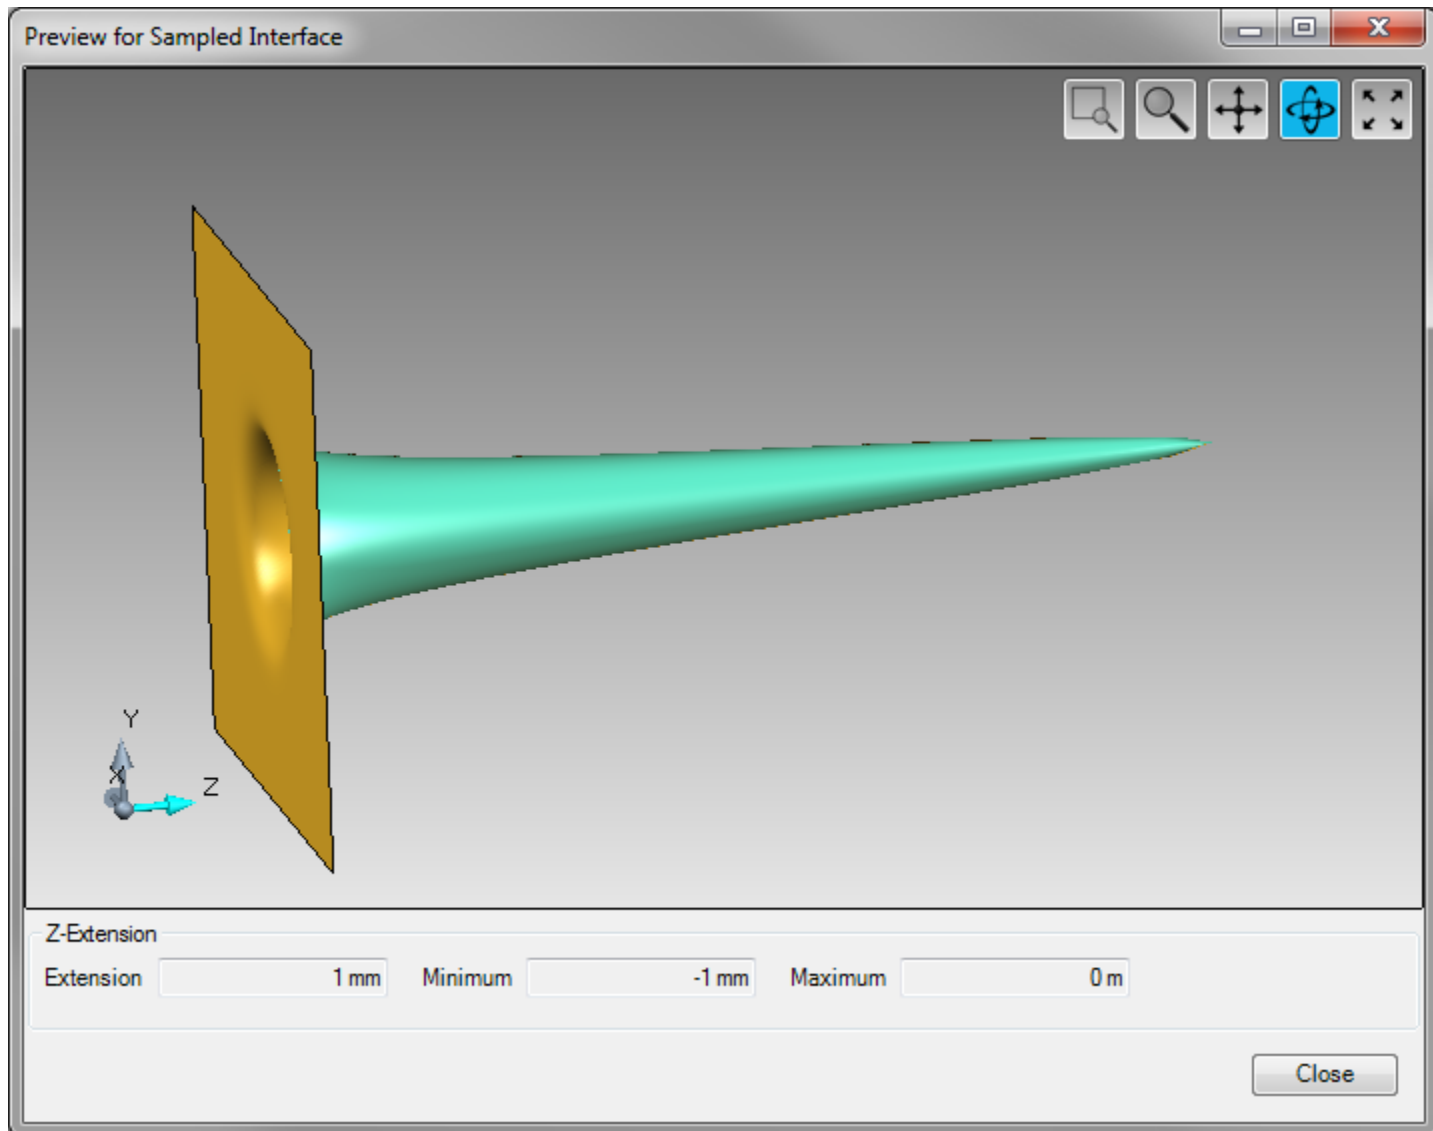 Preview for Sampled Interface
Y
X
Z
Z-Extension
Extension 1 mm Minimum -1 mm Maximum 0 m
Close